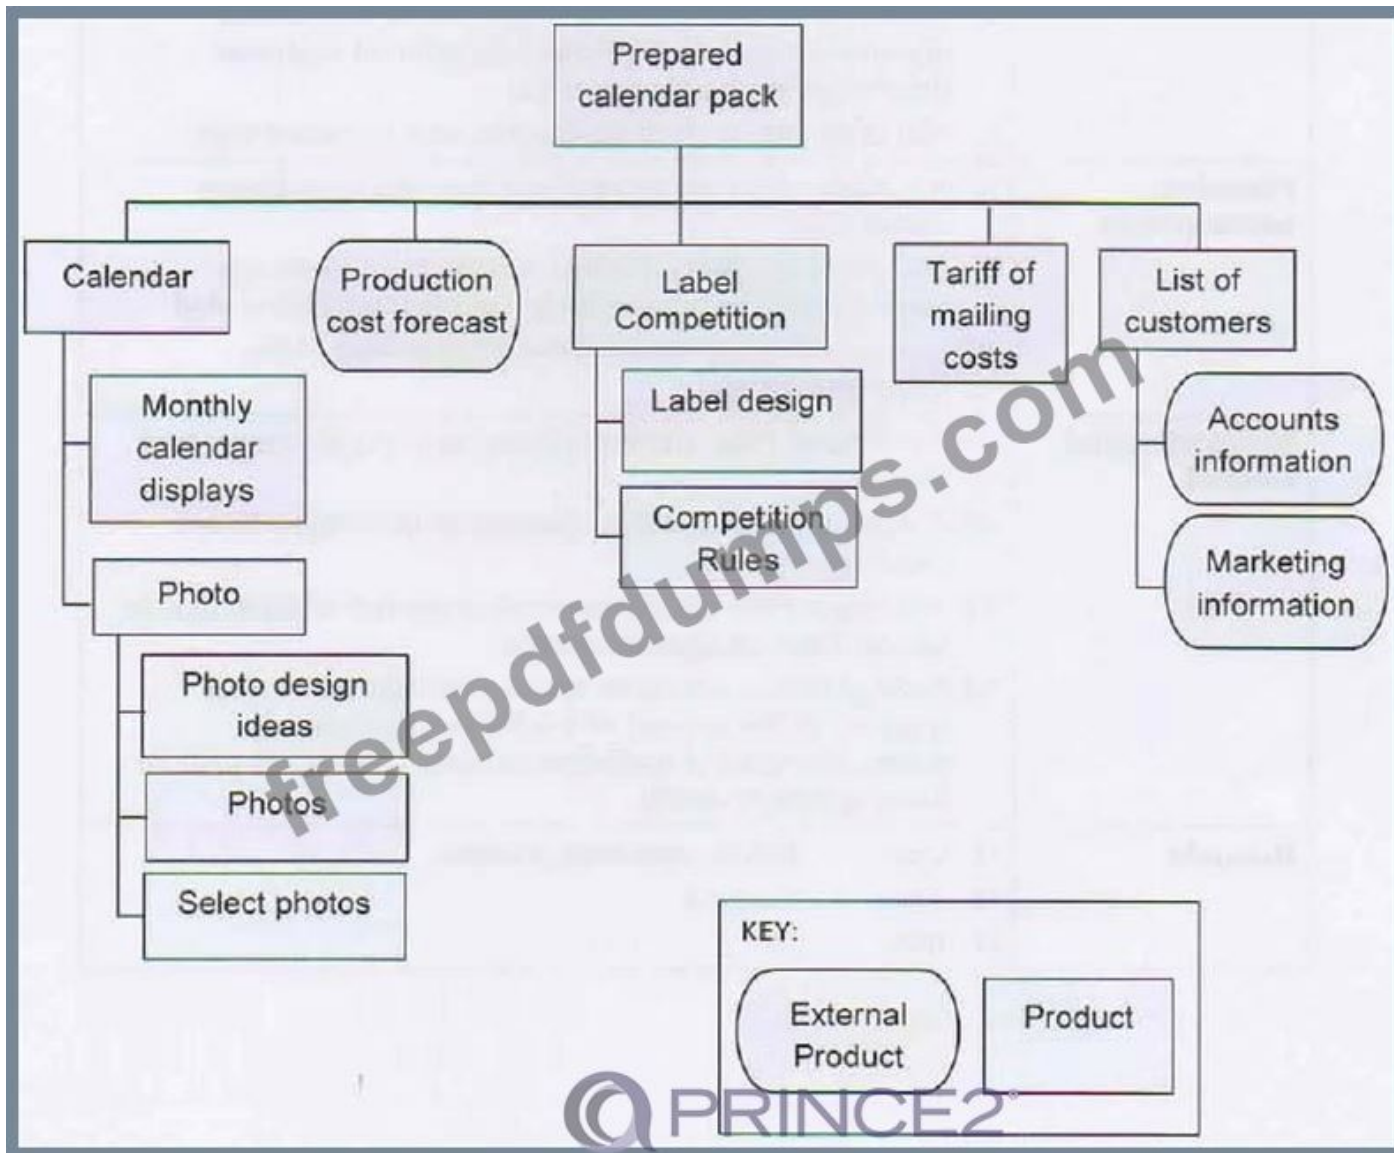 Prepared
calendar pack
Calendar
Production
cost forecast
Label
Competition
Tariff of
mailing
costs
List of
customers
Monthly
calendar
displays
Label design
Accounts
information
Competition
Rules
Marketing
information
Photo
Photo design
ideas
Photos
Select photos
freepdfdumps.com
KEY:
External
Product
Product
PRINCE2®